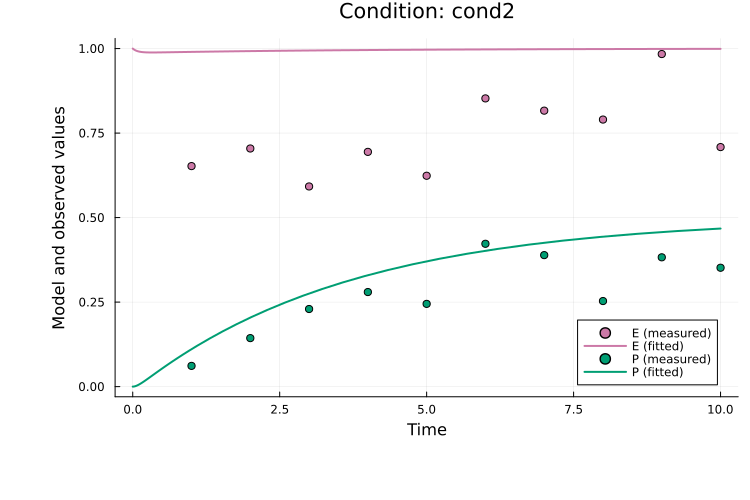 Condition: cond2
Model and observed values
1.00
0.75
0.50
0.25
0.00
E (measured)
E (fitted)
P (measured)
P (fitted)
0.0 2.5 5.0 7.5 10.0
Time